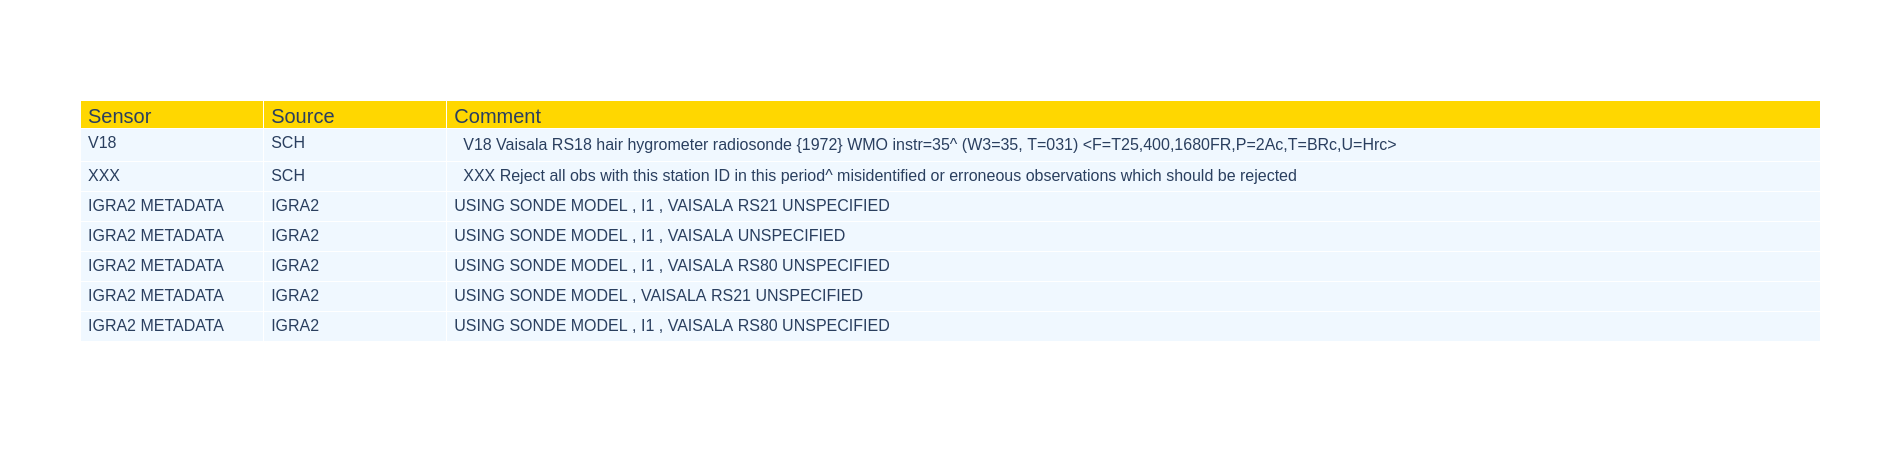 Sensor Source Comment
V18 SCH V18 Vaisala RS18 hair hygrometer radiosonde {1972} WMO instr=35^ (W3=35, T=031) <F=T25,400,1680FR,P=2Ac,T=BRc,U=Hrc>
XXX SCH XXX Reject all obs with this station ID in this period^ misidentified or erroneous observations which should be rejected
IGRA2 METADATA IGRA2 USING SONDE MODEL , I1 , VAISALA RS21 UNSPECIFIED
IGRA2 METADATA IGRA2 USING SONDE MODEL , I1 , VAISALA UNSPECIFIED
IGRA2 METADATA IGRA2 USING SONDE MODEL , I1 , VAISALA RS80 UNSPECIFIED
IGRA2 METADATA IGRA2 USING SONDE MODEL , VAISALA RS21 UNSPECIFIED
IGRA2 METADATA IGRA2 USING SONDE MODEL , I1 , VAISALA RS80 UNSPECIFIED